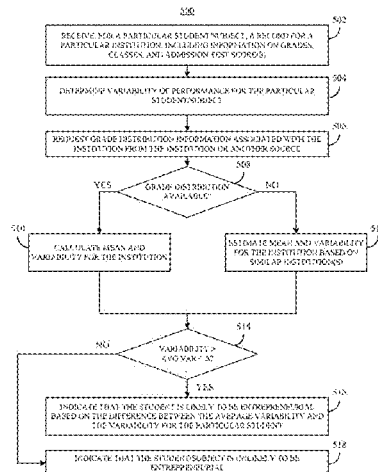 500
RECEIVE, FOR A PARTICULAR STUDENT SUBJECT, A RECORD FOR A
PARTICULAR INSTITUTION, INCLUDING INFORMATION ON GRADES,
CLASSES, AND ADMISSION TEST SCORE(S)
502
DETERMINE VARIABILITY OF PERFORMANCE FOR THE PARTICULAR
STUDENT SUBJECT
504
REQUEST GRADE DISTRIBUTION INFORMATION ASSOCIATED WITH THE
INSTITUTION FROM THE INSTITUTION OR ANOTHER SOURCE
506
GRADE DISTRIBUTION
AVAILABLE?
508
YES
NO
CALCULATE MEAN AND
VARIABILITY FOR THE INSTITUTION
510
ESTIMATE MEAN AND VARIABILITY
FOR THE INSTITUTION BASED ON
SIMILAR INSTITUTION(S)
VARIABILITY >
514
NO
YES
INDICATE THAT THE STUDENT IS LIKELY TO BE ENTREPRENEURIAL
BASED ON THE DIFFERENCE BETWEEN THE AVERAGE VARIABILITY AND
THE VARIABILITY FOR THE PARTICULAR STUDENT
516
INDICATE THAT THE STUDENT SUBJECT IS UNLIKELY TO BE
ENTREPRENEURIAL
518